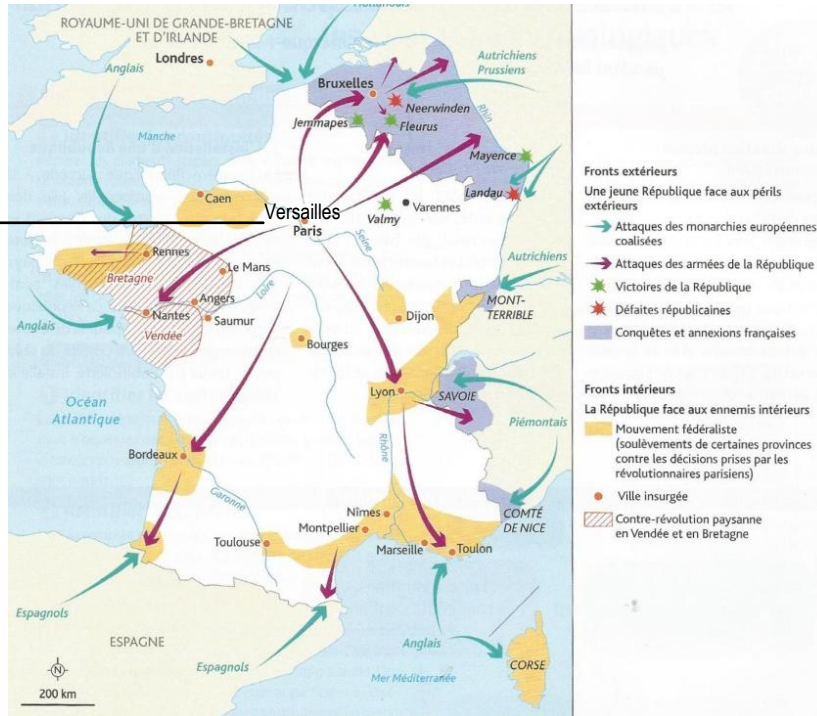 Hollandais
ROYAUME-UNI DE GRANDE-BRETAGNE
ET D'IRLANDE
Londres
Anglais
Autrichiens
Prussiens
Bruxelles
Neerwinden
Rhin
Jemmapes
Fleurus
Manche
Mayence
Landau
Caen
Versailles
Varennes
Valmy
Paris
Seine
Rennes
Bretagne
Le Mans
Autrichiens
Loire
Angers
MONT-
TERRIBLE
Nantes
Saumur
Dijon
Anglais
Vendée
Bourges
Océan
Atlantique
Lyon
SAVOIE
Piémontais
Rhône
Bordeaux
Garonne
COMTÉ
DE NICE
Nîmes
Montpellier
Toulouse
Marseille
Toulon
Espagnols
ESPAGNE
Anglais
Espagnols
CORSE
Mer Méditerranée
N
200 km
Fronts extérieurs
Une jeune République face aux périls
extérieurs
Attaques des monarchies européennes
coalisées
Attaques des armées de la République
Victoires de la République
Défaites républicaines
Conquêtes et annexions françaises
Fronts intérieurs
La République face aux ennemis intérieurs
Mouvement fédéraliste
(soulèvements de certaines provinces
contre les décisions prises par les
révolutionnaires parisiens)
Ville insurgée
Contre-révolution paysanne
en Vendée et en Bretagne